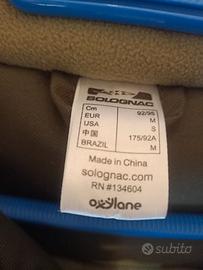 SOLOGNAC
Cm 92/95
EUR M
USA S
中国 175/92A
BRAZIL M
Made in China
solognac.com
RN #134604
oxylane
subito